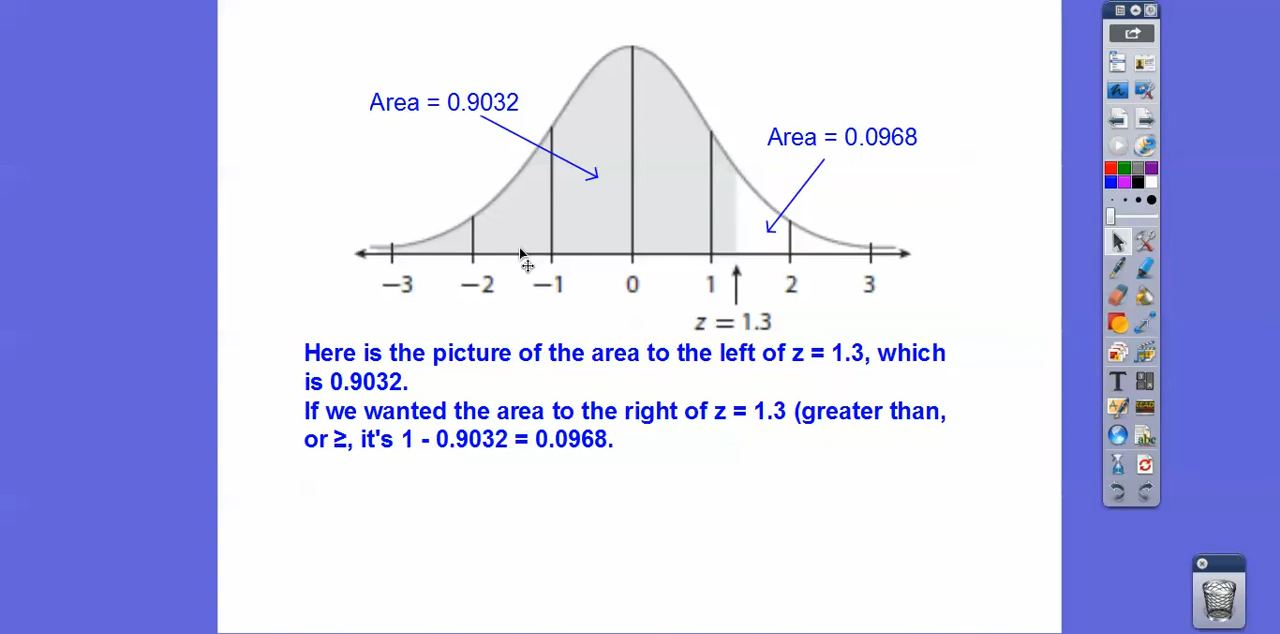 Area = 0.9032
Area = 0.0968
−3 −2 −1 0 1 2 3
z = 1.3
Here is the picture of the area to the left of z = 1.3, which
is 0.9032.
If we wanted the area to the right of z = 1.3 (greater than,
or ≥, it's 1 - 0.9032 = 0.0968.